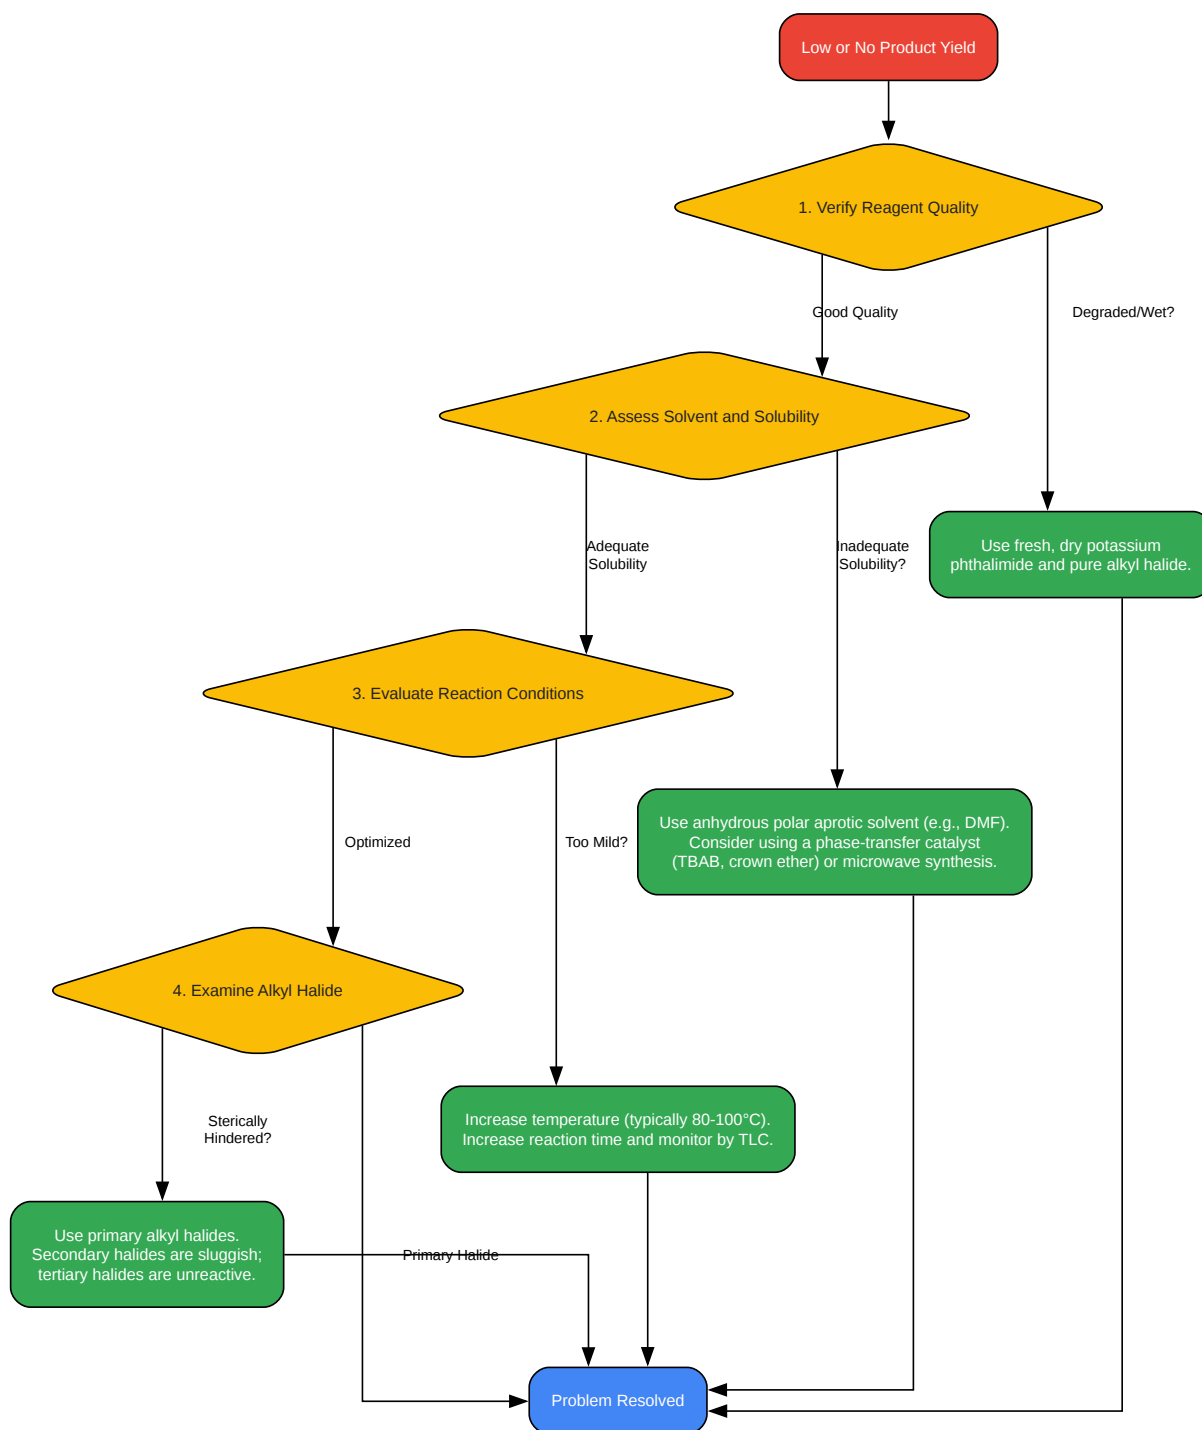 Low or No Product Yield
1. Verify Reagent Quality
Good Quality
Degraded/Wet?
2. Assess Solvent and Solubility
Adequate
Solubility
Inadequate
Solubility?
Use fresh, dry potassium
phthalimide and pure alkyl halide.
3. Evaluate Reaction Conditions
Optimized
Too Mild?
Use anhydrous polar aprotic solvent (e.g., DMF).
Consider using a phase-transfer catalyst
(TBAB, crown ether) or microwave synthesis.
4. Examine Alkyl Halide
Sterically
Hindered?
Increase temperature (typically 80-100°C).
Increase reaction time and monitor by TLC.
Use primary alkyl halides.
Secondary halides are sluggish;
tertiary halides are unreactive.
Primary Halide
Problem Resolved